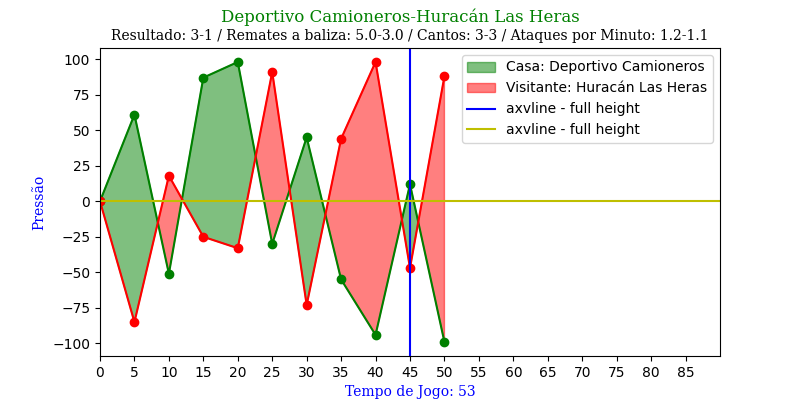 Deportivo Camioneros-Huracán Las Heras
Resultado: 3-1 / Remates a baliza: 5.0-3.0 / Cantos: 3-3 / Ataques por Minuto: 1.2-1.1
Casa: Deportivo Camioneros
Visitante: Huracán Las Heras
axvline - full height
axvline - full height
Pressão
100
75
50
25
0
−25
−50
−75
−100
0 5 10 15 20 25 30 35 40 45 50 55 60 65 70 75 80 85
Tempo de Jogo: 53